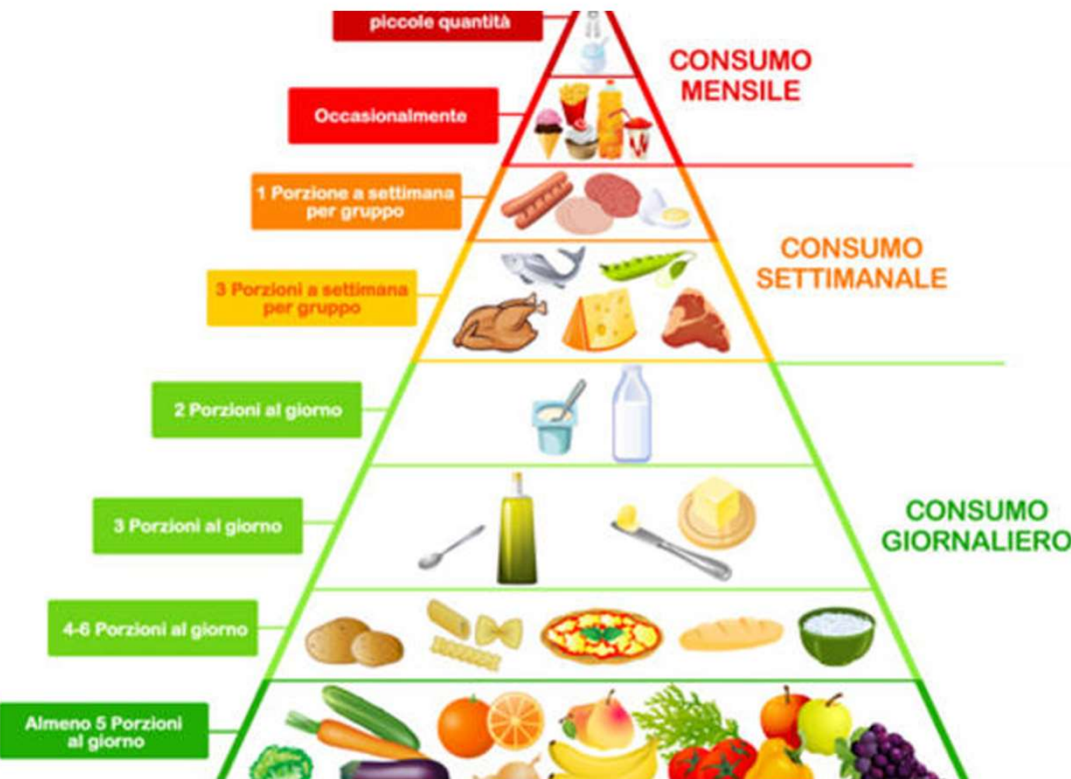 piccole quantità
CONSUMO
MENSILE
Occasionalmente
1 Porzione a settimana
per gruppo
CONSUMO
SETTIMANALE
3 Porzioni a settimana
per gruppo
2 Porzioni al giorno
3 Porzioni al giorno
CONSUMO
GIORNALIERO
4-6 Porzioni al giorno
Almeno 5 Porzioni
al giorno